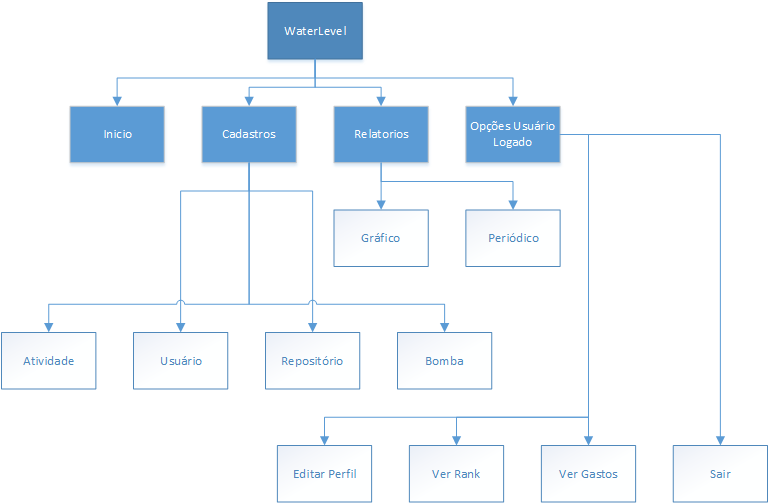 WaterLevel
Inicio
Cadastros
Relatorios
Opções Usuário
Logado
Gráfico
Periódico
Atividade
Usuário
Repositório
Bomba
Editar Perfil
Ver Rank
Ver Gastos
Sair